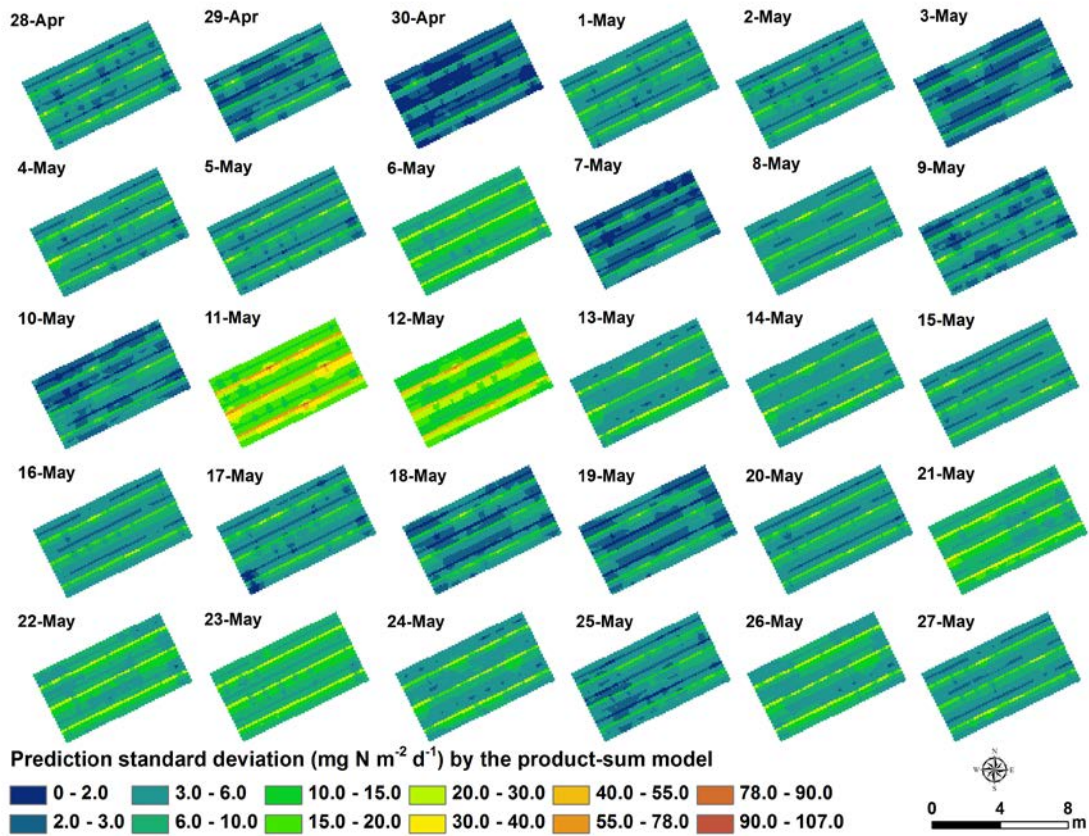 28-Apr 29-Apr 30-Apr 1-May 2-May 3-May
4-May 5-May 6-May 7-May 8-May 9-May
10-May 11-May 12-May 13-May 14-May 15-May
16-May 17-May 18-May 19-May 20-May 21-May
22-May 23-May 24-May 25-May 26-May 27-May
Prediction standard deviation (mg N m⁻² d⁻¹) by the product-sum model
0 - 2.0 3.0 - 6.0 10.0 - 15.0 20.0 - 30.0 40.0 - 55.0 78.0 - 90.0
2.0 - 3.0 6.0 - 10.0 15.0 - 20.0 30.0 - 40.0 55.0 - 78.0 90.0 - 107.0
N
W E
S
0 4 8
m